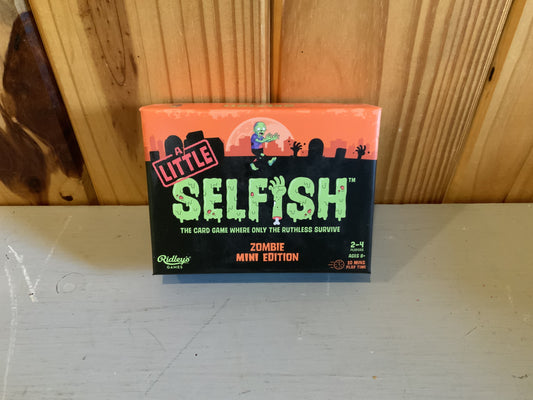 A
LITTLE
SELFISH™
THE CARD GAME WHERE ONLY THE RUTHLESS SURVIVE
ZOMBIE
MINI EDITION
Ridley's
GAMES
2-4
PLAYERS
AGES 8+
10 MINS
PLAY TIME